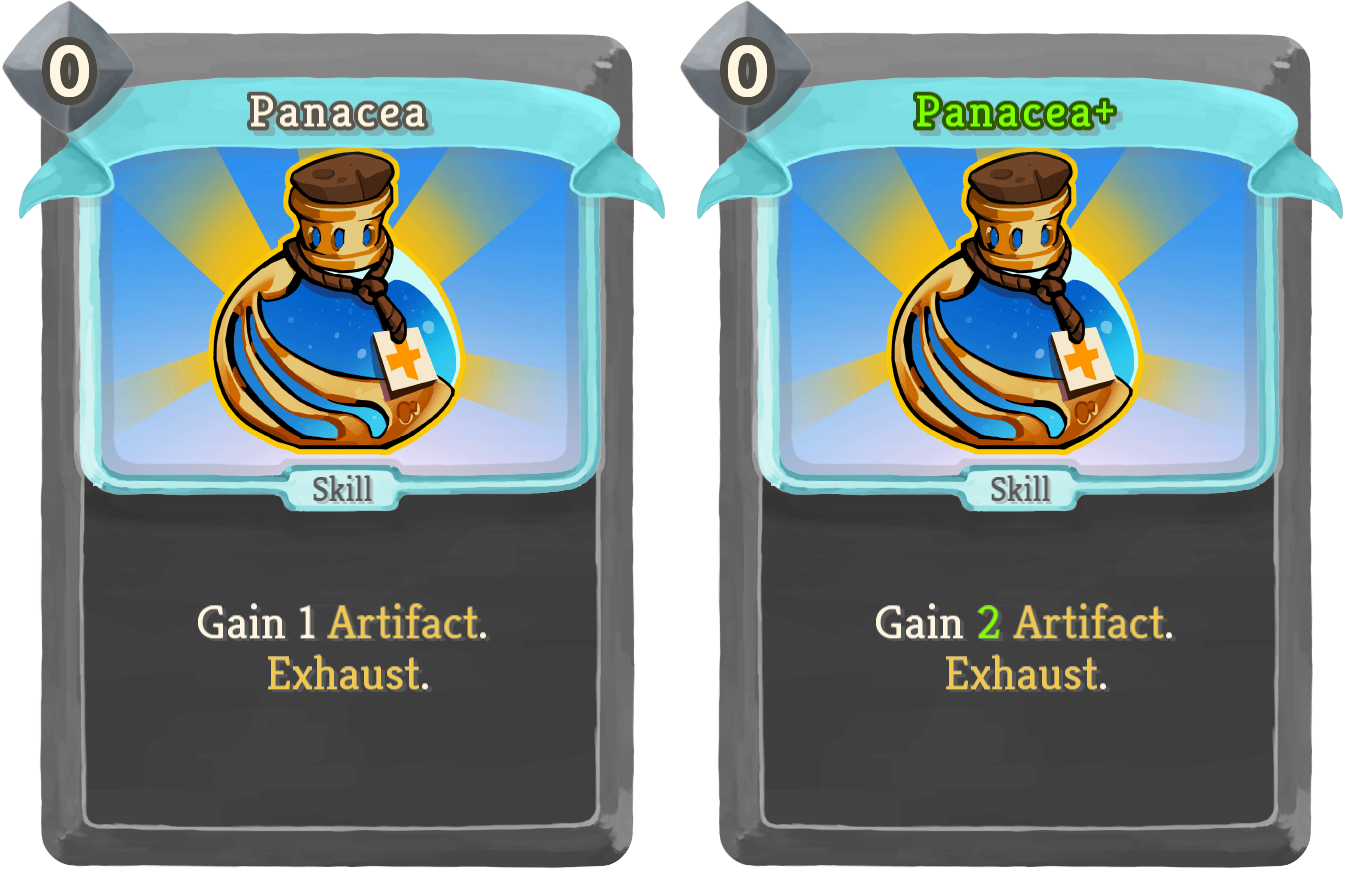 0
Panacea
Skill
Gain 1 Artifact.
Exhaust.
0
Panacea+
Skill
Gain 2 Artifact.
Exhaust.